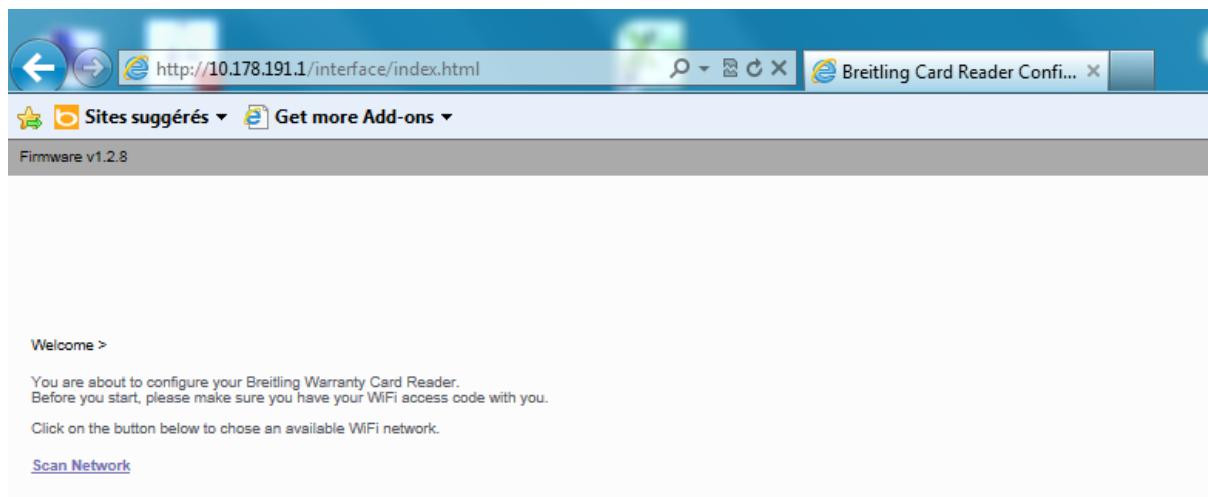 http://10.178.191.1/interface/index.html
Breitling Card Reader Confi...
Sites suggérés
Get more Add-ons
Firmware v1.2.8
Welcome >
You are about to configure your Breitling Warranty Card Reader.
Before you start, please make sure you have your WiFi access code with you.
Click on the button below to chose an available WiFi network.
Scan Network